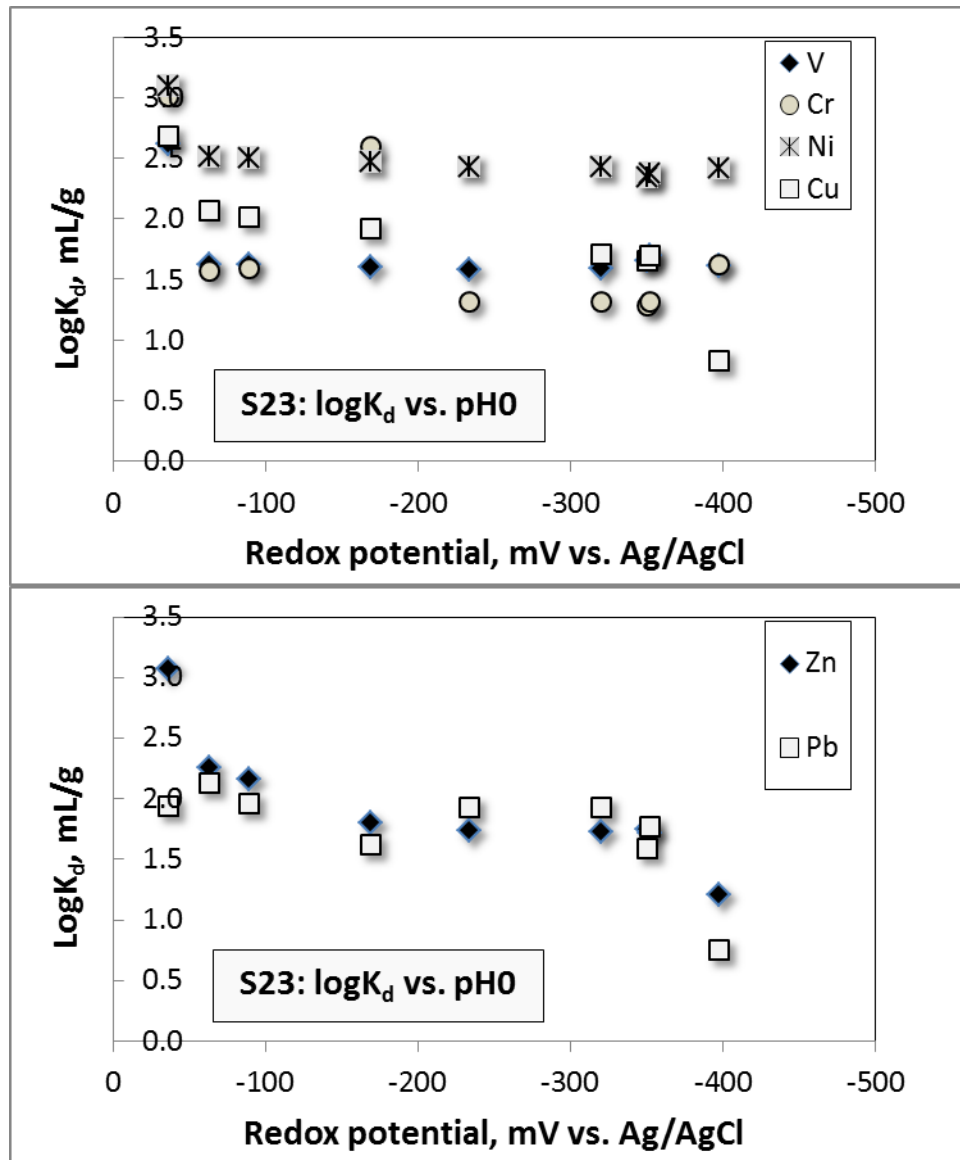 3.5
3.0
2.5
2.0
1.5
1.0
0.5
0.0
LogKd, mL/g
V
Cr
Ni
Cu
S23: logKd vs. pH0
0 -100 -200 -300 -400 -500
Redox potential, mV vs. Ag/AgCl
3.5
3.0
2.5
2.0
1.5
1.0
0.5
0.0
LogKd, mL/g
Zn
Pb
S23: logKd vs. pH0
0 -100 -200 -300 -400 -500
Redox potential, mV vs. Ag/AgCl